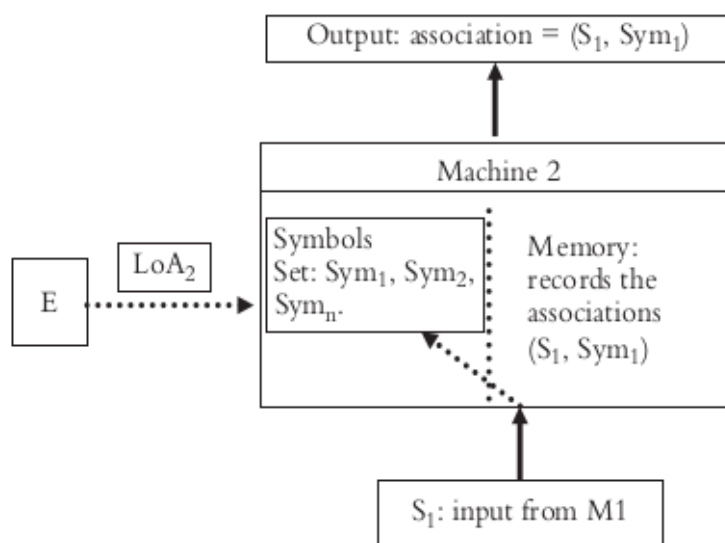 Output: association = (S₁, Sym₁)
Machine 2
Symbols
Set: Sym₁, Sym₂,
Symₙ.
Memory:
records the
associations
(S₁, Sym₁)
LoA₂
E
S₁: input from M1